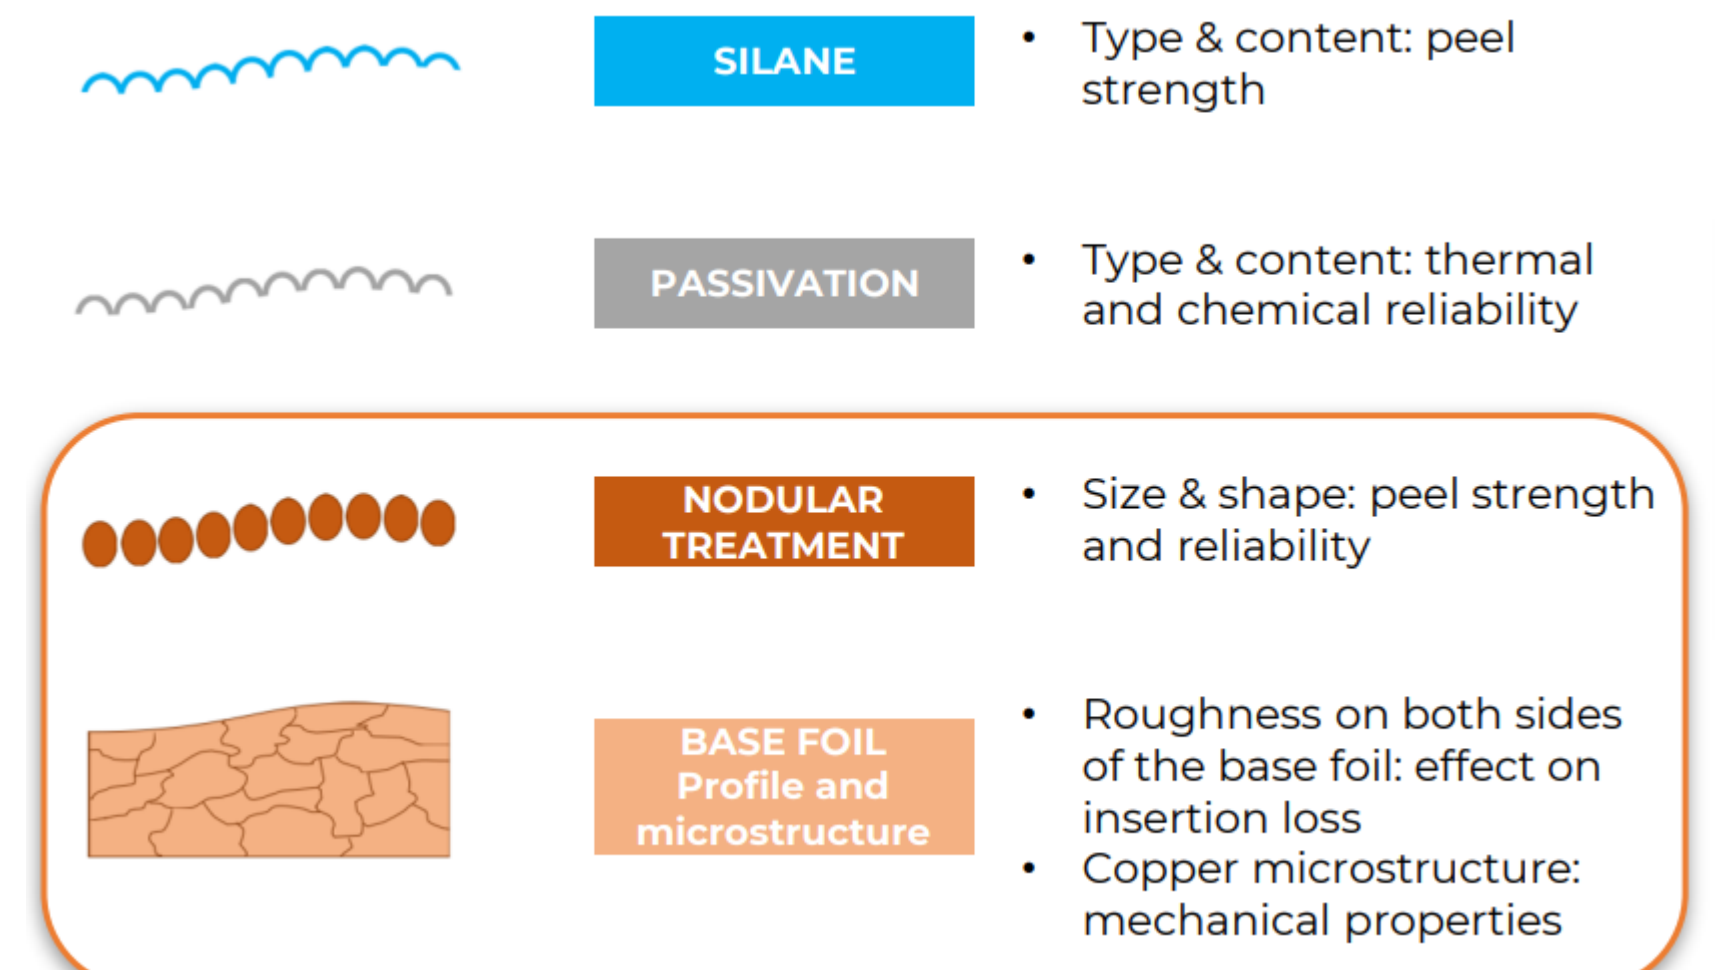 SILANE
• Type & content: peel
strength
PASSIVATION
• Type & content: thermal
and chemical reliability
NODULAR
TREATMENT
• Size & shape: peel strength
and reliability
BASE FOIL
Profile and
microstructure
• Roughness on both sides
of the base foil: effect on
insertion loss
• Copper microstructure:
mechanical properties